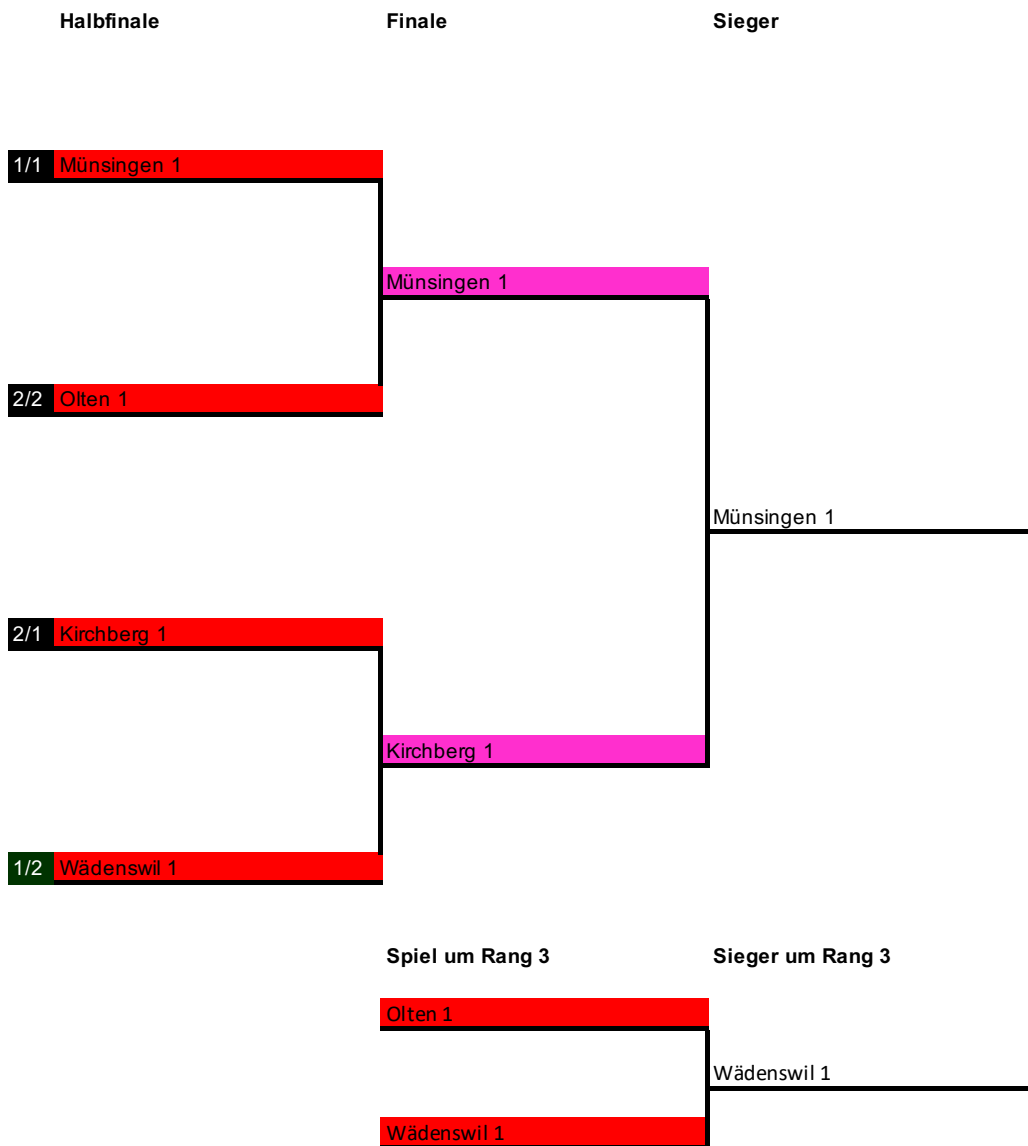 Halbfinale Finale Sieger
1/1 Münsingen 1
Münsingen 1
2/2 Olten 1
Münsingen 1
2/1 Kirchberg 1
Kirchberg 1
1/2 Wädenswil 1
Spiel um Rang 3 Sieger um Rang 3
Olten 1
Wädenswil 1
Wädenswil 1